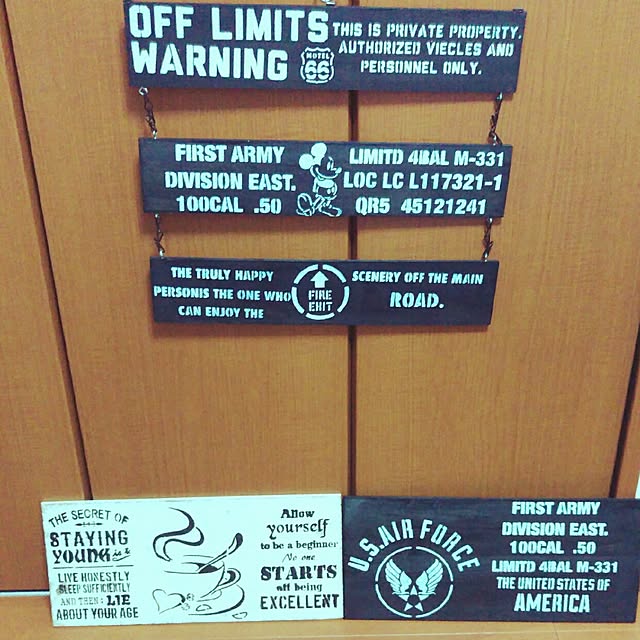 OFF LIMITS
WARNING
MOTEL
66
THIS IS PRIVATE PROPERTY.
AUTHORIZED VIECLES AND
PERSONNEL ONLY.
FIRST ARMY
DIVISION EAST.
100CAL .50
LIMITD 4BAL M-331
LOC LC L117321-1
QR5 45121241
THE TRULY HAPPY
PERSONIS THE ONE WHO
CAN ENJOY THE
FIRE
EXIT
SCENERY OFF THE MAIN
ROAD.
THE SECRET OF
STAYING
YOUNG is to
LIVE HONESTLY
SLEEP SUFFICIENTLY
AND THEN: LIE
ABOUT YOUR AGE
Allow
yourself
to be a beginner
No one
STARTS
off being
EXCELLENT
U.S. AIR FORCE
FIRST ARMY
DIVISION EAST.
100CAL .50
LIMITD 4BAL M-331
THE UNITED STATES OF
AMERICA